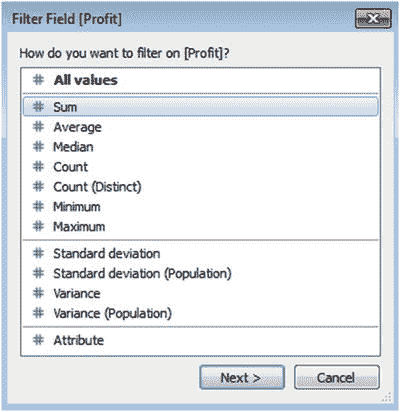 Filter Field [Profit]
How do you want to filter on [Profit]?
# All values
# Sum
# Average
# Median
# Count
# Count (Distinct)
# Minimum
# Maximum
# Standard deviation
# Standard deviation (Population)
# Variance
# Variance (Population)
# Attribute
Next > Cancel